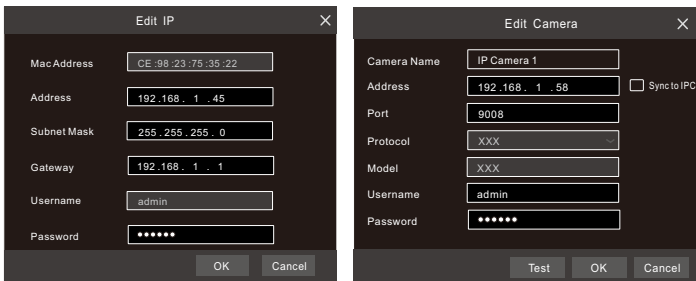 Edit IP
Mac Address CE:98:23:75:35:22
Address 192.168. 1 .45
Subnet Mask 255.255.255. 0
Gateway 192.168. 1 . 1
Username admin
Password ●●●●●●
OK Cancel
Edit Camera
Camera Name IP Camera 1
Address 192.168. 1 .58 Sync to IPC
Port 9008
Protocol XXX
Model XXX
Username admin
Password ●●●●●●
Test OK Cancel